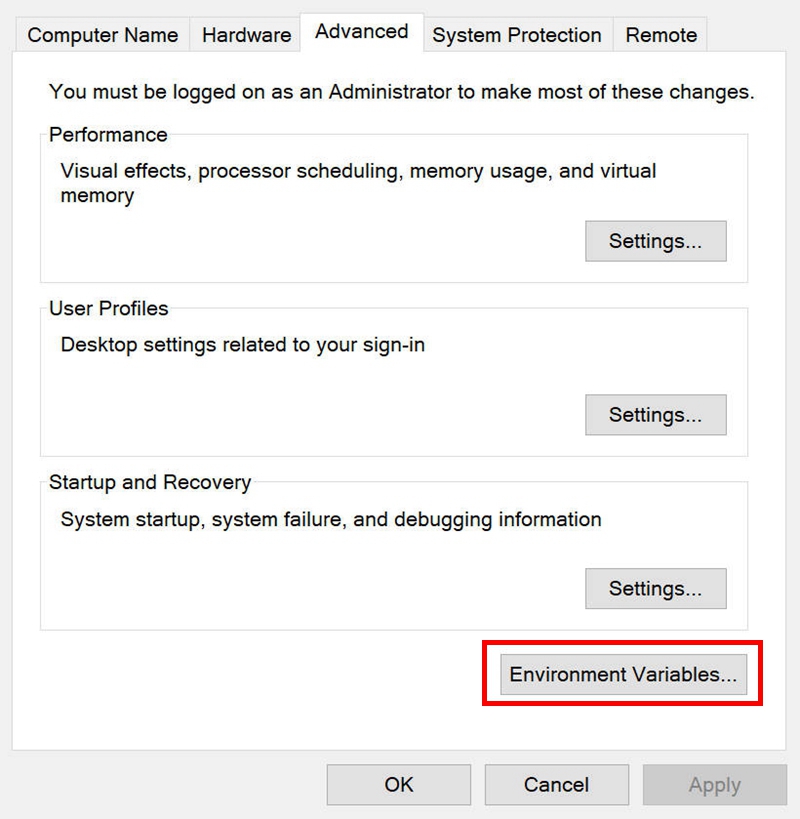 Computer Name Hardware Advanced System Protection Remote
You must be logged on as an Administrator to make most of these changes.
Performance
Visual effects, processor scheduling, memory usage, and virtual
memory
Settings...
User Profiles
Desktop settings related to your sign-in
Settings...
Startup and Recovery
System startup, system failure, and debugging information
Settings...
Environment Variables...
OK Cancel Apply